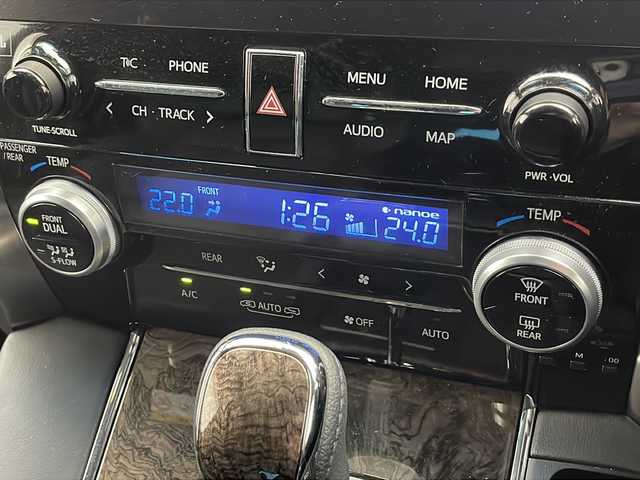 T\C PHONE
MENU HOME
< CH · TRACK >
AUDIO MAP
TUNE·SCROLL
PWR·VOL
PASSENGER
/REAR
TEMP
22.0 FRONT 1:26 nanoe 24.0
TEMP
FRONT
DUAL
S-FLOW
REAR < >
A/C
AUTO
OFF
AUTO
FRONT
REAR
M :00